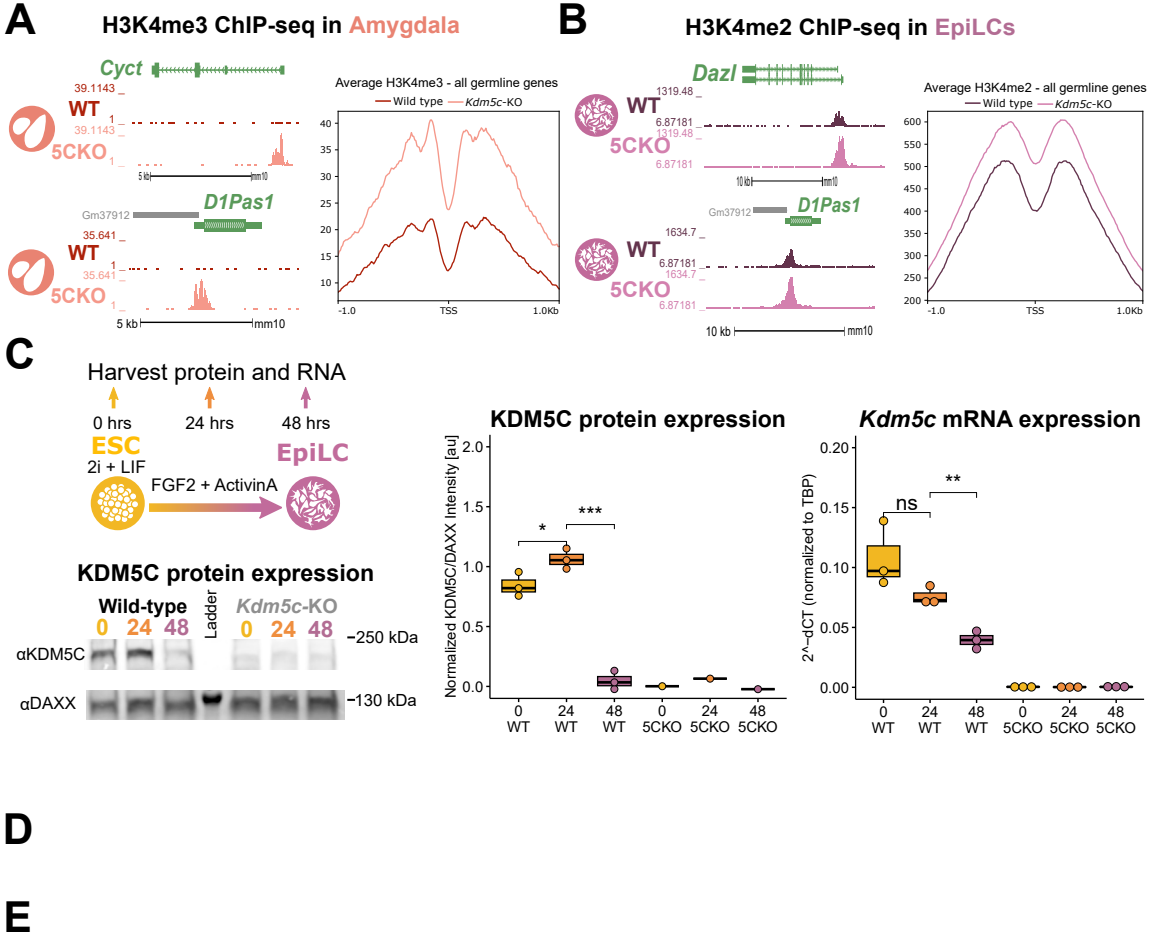 A
H3K4me3 ChIP-seq in Amygdala
Cyct
39.1143
WT
1
39.1143
5CKO
1
5 kb
mm10
D1Pas1
Gm37912
35.641
WT
1
35.641
5CKO
1
5 kb
mm10
Average H3K4me3 - all germline genes
Wild type
Kdm5c-KO
40
35
30
25
20
15
10
-1.0
TSS
1.0Kb
B
H3K4me2 ChIP-seq in EpiLCs
Dazl
1319.48
WT
6.87181
1319.48
5CKO
6.87181
10 kb
mm10
D1Pas1
Gm37912
1634.7
WT
6.87181
1634.7
5CKO
6.87181
10 kb
mm10
Average H3K4me2 - all germline genes
Wild type
Kdm5c-KO
600
550
500
450
400
350
300
250
200
-1.0
TSS
1.0Kb
C
Harvest protein and RNA
0 hrs 24 hrs 48 hrs
ESC
EpiLC
2i + LIF
FGF2 + ActivinA
KDM5C protein expression
Wild-type
Ladder
Kdm5c-KO
0 24 48
0 24 48
αKDM5C
–250 kDa
αDAXX
–130 kDa
KDM5C protein expression
Normalized KDM5C/DAXX Intensity [au]
2.0
1.5
1.0
0.5
0.0
*
***
0 24 48 0 24 48
WT WT WT 5CKO 5CKO 5CKO
Kdm5c mRNA expression
2^–dCT (normalized to TBP)
0.20
0.15
0.10
0.05
0.00
ns
**
0 24 48 0 24 48
WT WT WT 5CKO 5CKO 5CKO
D
E